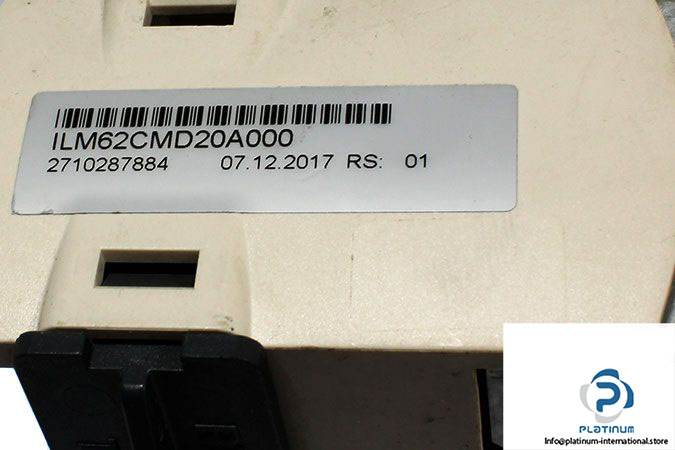 ILM62CMD20A000
2710287884 07.12.2017 RS: 01
PLATINUM
Info@platinum-international.store